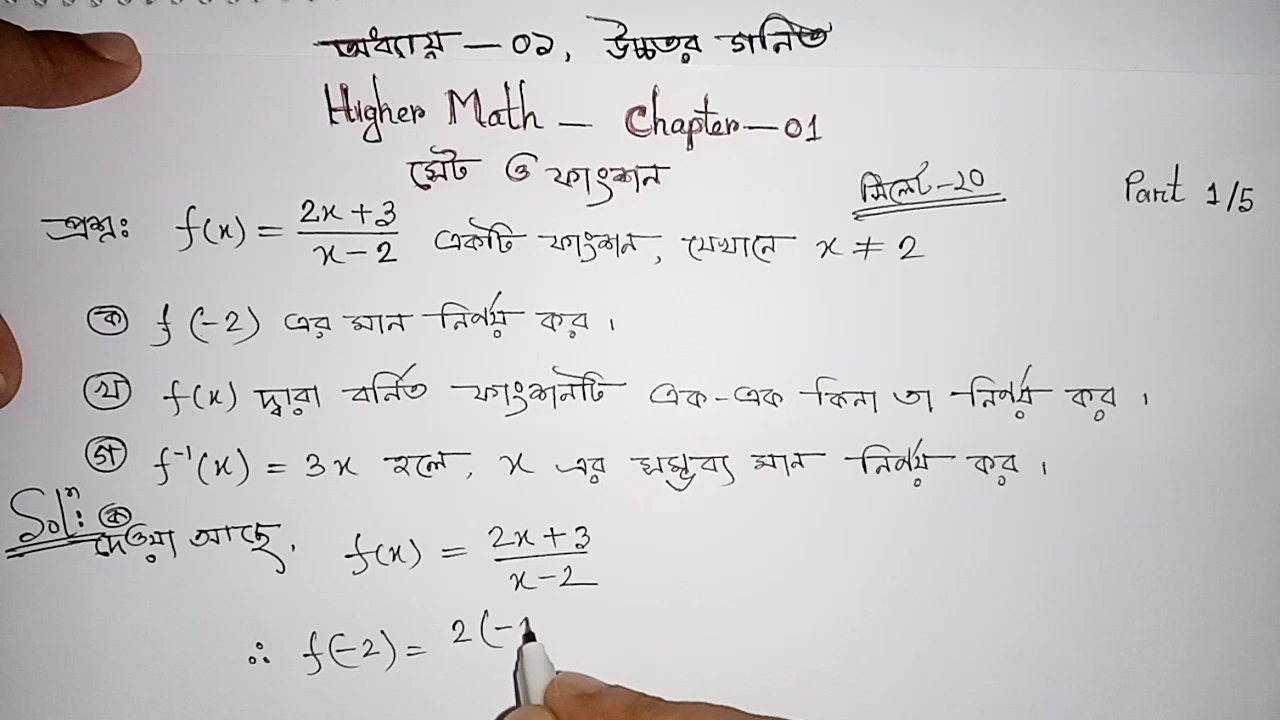 অধ্যায় - ০১, উচ্চতর গনিত
Higher Math - Chapter-01
সেট ও ফাংশন
সিলেট-২০
Part 1/5
প্রশ্নঃ f(x) = (2x+3)/(x-2) একটি ফাংশন, যেখানে x ≠ 2
ক f(-2) এর মান নির্ণয় কর।
খ f(x) দ্বারা বর্নিত ফাংশনটি এক-এক কিনা তা নির্ণয় কর।
গ f⁻¹(x) = 3x হলে, x এর সম্ভব্য মান নির্ণয় কর।
Solⁿ: ক
দেওয়া আছে, f(x) = (2x+3)/(x-2)
∴ f(-2) = 2(-